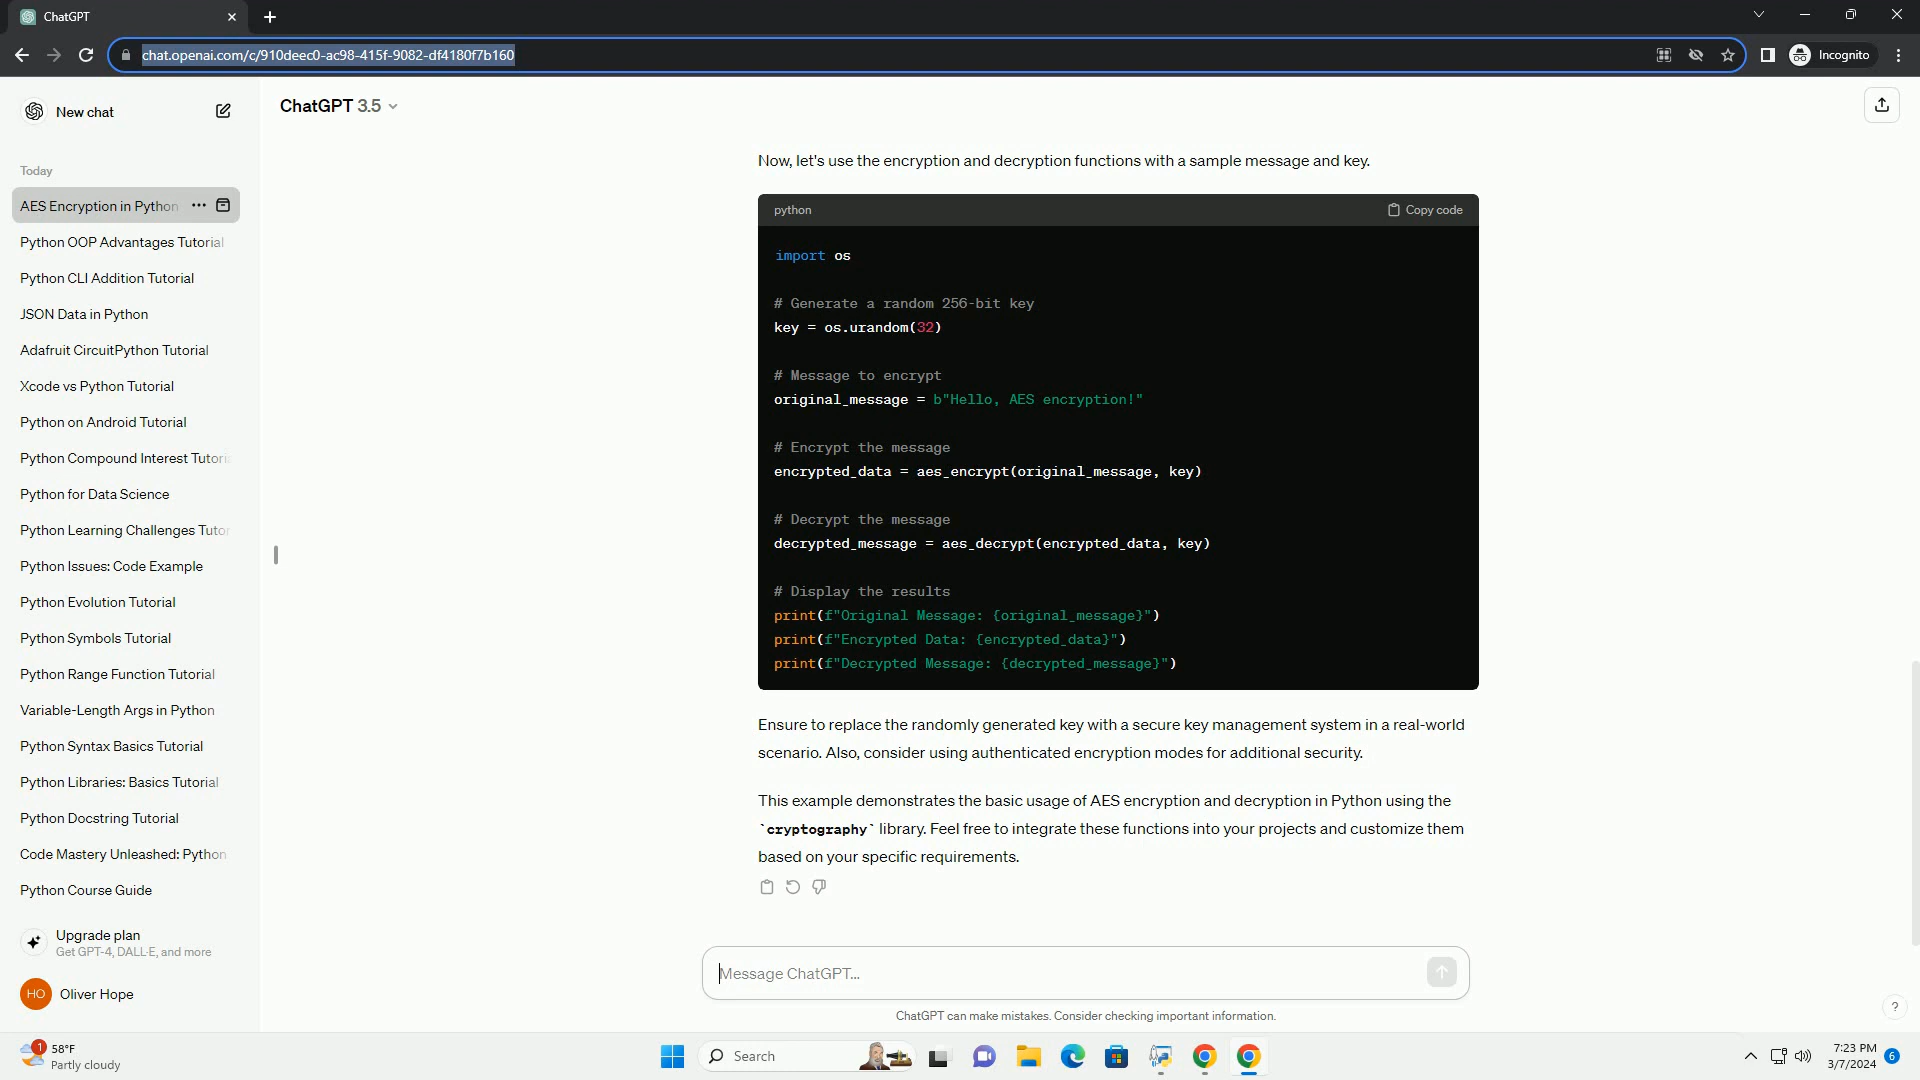 ChatGPT
chat.openai.com/c/910deec0-ac98-415f-9082-df4180f7b160
Incognito
New chat
ChatGPT 3.5
Today
AES Encryption in Python
Python OOP Advantages Tutorial
Python CLI Addition Tutorial
JSON Data in Python
Adafruit CircuitPython Tutorial
Xcode vs Python Tutorial
Python on Android Tutorial
Python Compound Interest Tutori
Python for Data Science
Python Learning Challenges Tutor
Python Issues: Code Example
Python Evolution Tutorial
Python Symbols Tutorial
Python Range Function Tutorial
Variable-Length Args in Python
Python Syntax Basics Tutorial
Python Libraries: Basics Tutorial
Python Docstring Tutorial
Code Mastery Unleashed: Python
Python Course Guide
Upgrade plan
Get GPT-4, DALL·E, and more
HO Oliver Hope
Now, let's use the encryption and decryption functions with a sample message and key.
python Copy code
import os
# Generate a random 256-bit key
key = os.urandom(32)
# Message to encrypt
original_message = b"Hello, AES encryption!"
# Encrypt the message
encrypted_data = aes_encrypt(original_message, key)
# Decrypt the message
decrypted_message = aes_decrypt(encrypted_data, key)
# Display the results
print(f"Original Message: {original_message}")
print(f"Encrypted Data: {encrypted_data}")
print(f"Decrypted Message: {decrypted_message}")
Ensure to replace the randomly generated key with a secure key management system in a real-world
scenario. Also, consider using authenticated encryption modes for additional security.
This example demonstrates the basic usage of AES encryption and decryption in Python using the
`cryptography` library. Feel free to integrate these functions into your projects and customize them
based on your specific requirements.
Message ChatGPT...
ChatGPT can make mistakes. Consider checking important information.
?
1
58°F
Partly cloudy
Search
7:23 PM
3/7/2024
6